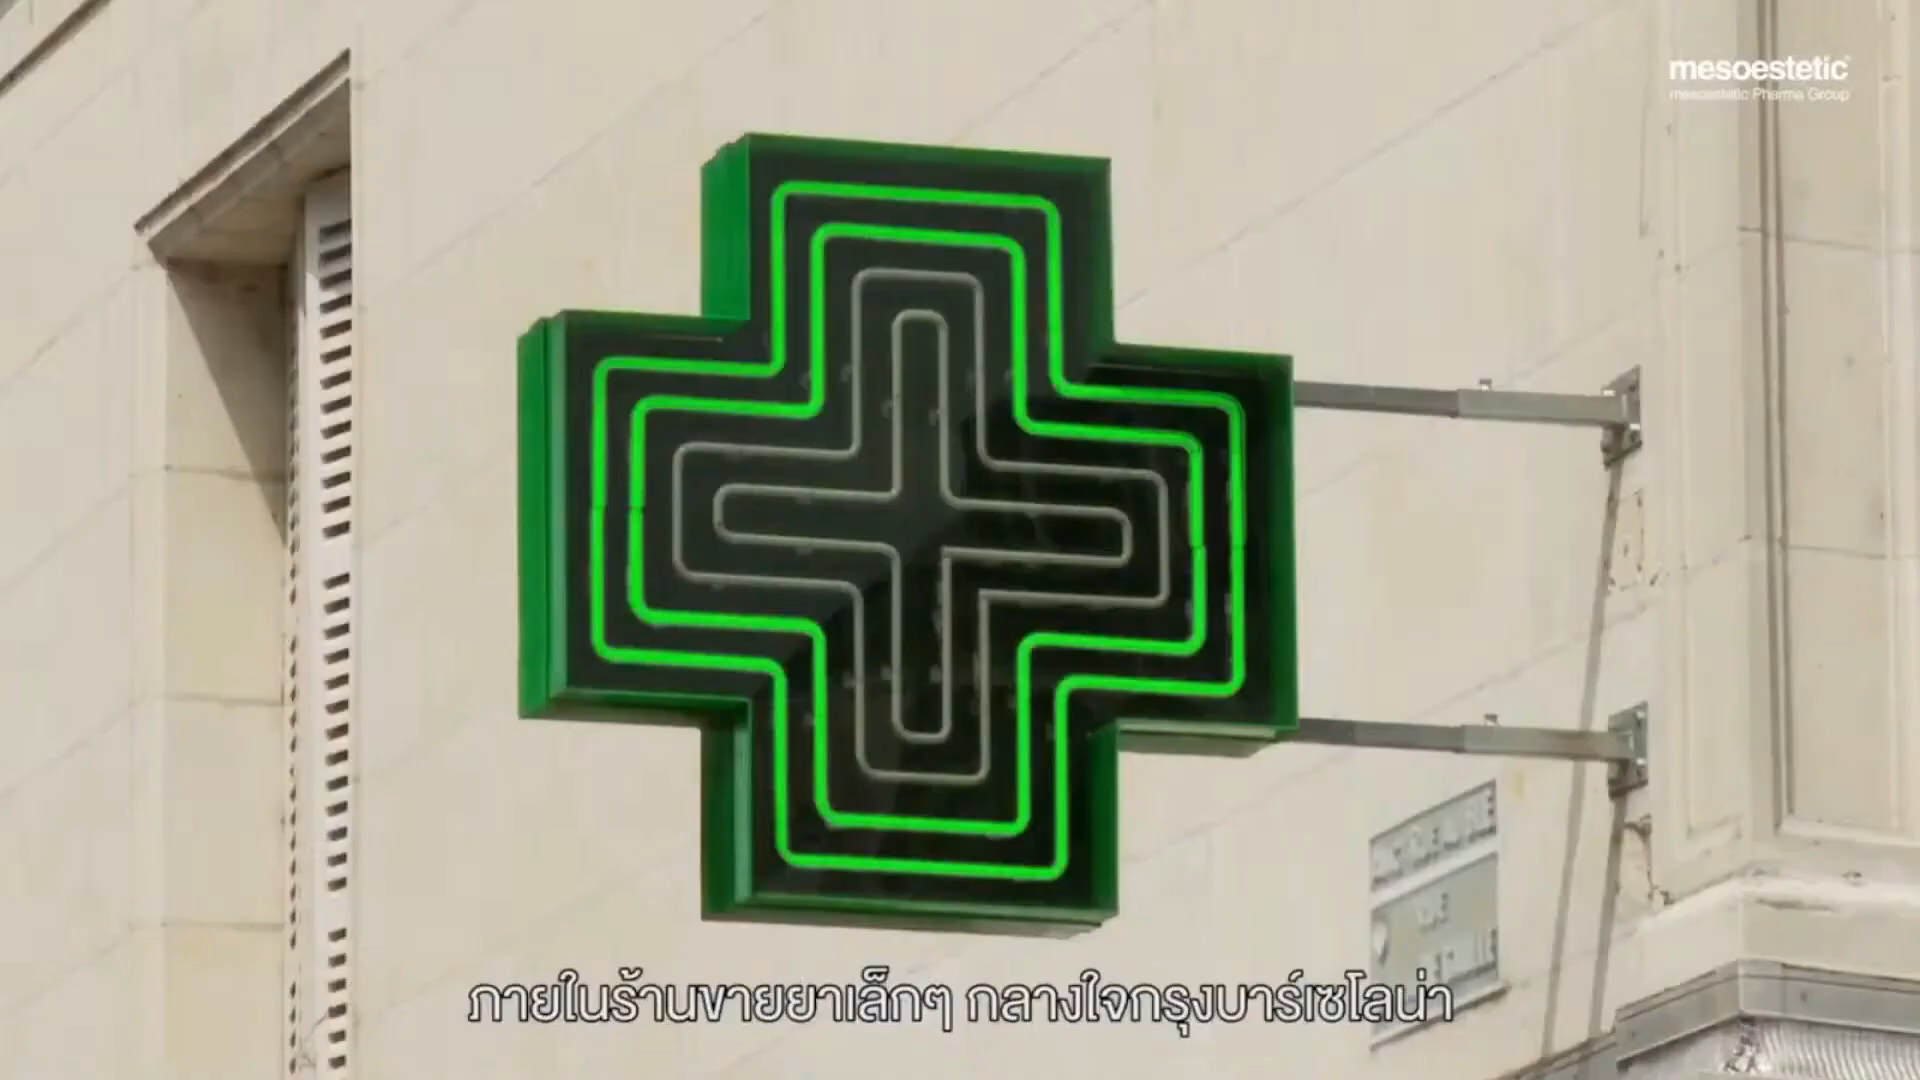 mesoestetic
mesoestetic Pharma Group
ภายในร้านขายยาเล็กๆ กลางใจกรุงบาร์เซโลน่า